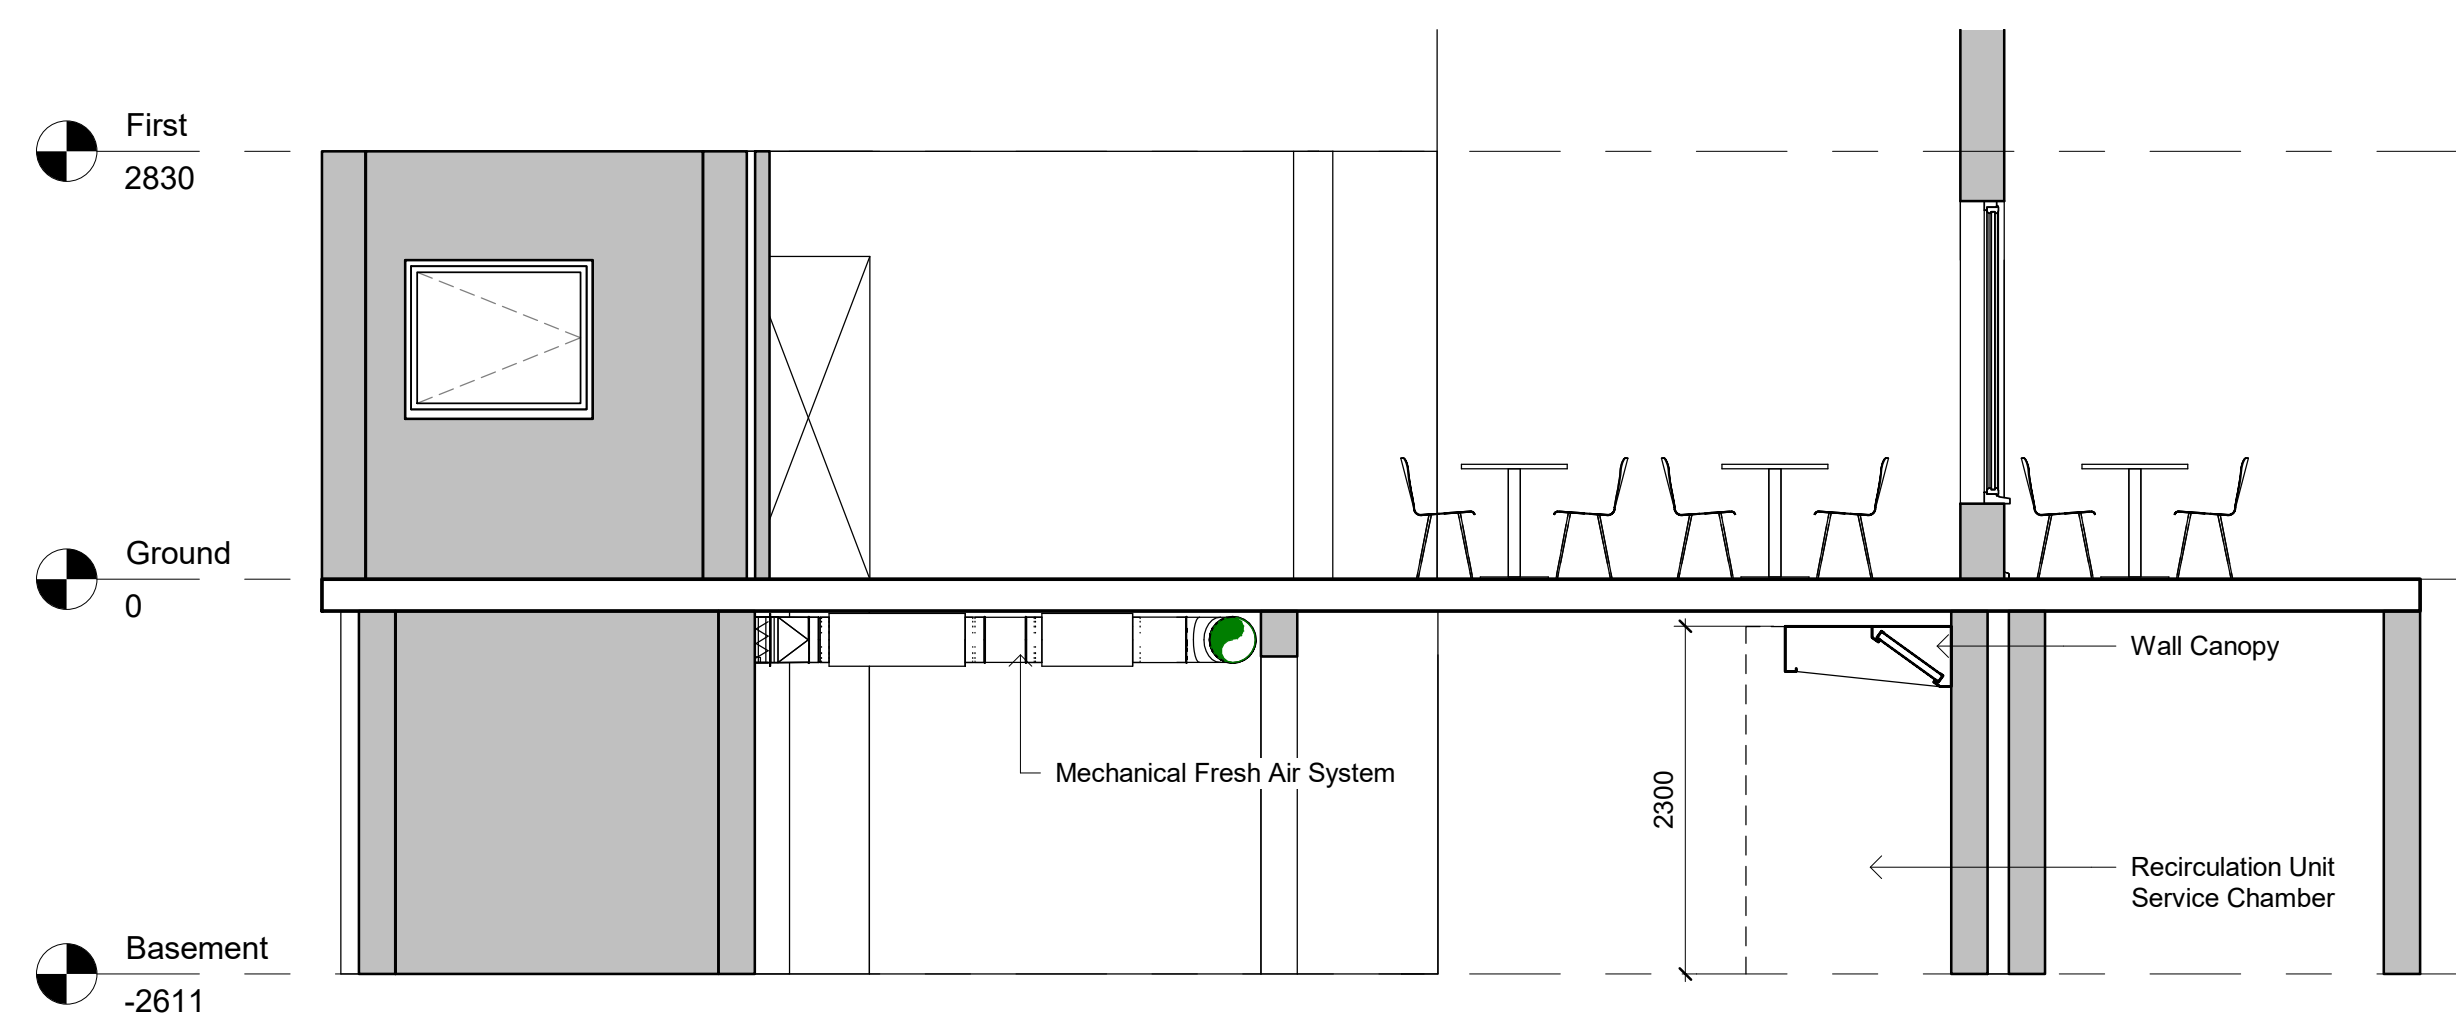 First
2830
Ground
0
Wall Canopy
Mechanical Fresh Air System
2300
Recirculation Unit
Service Chamber
Basement
-2611